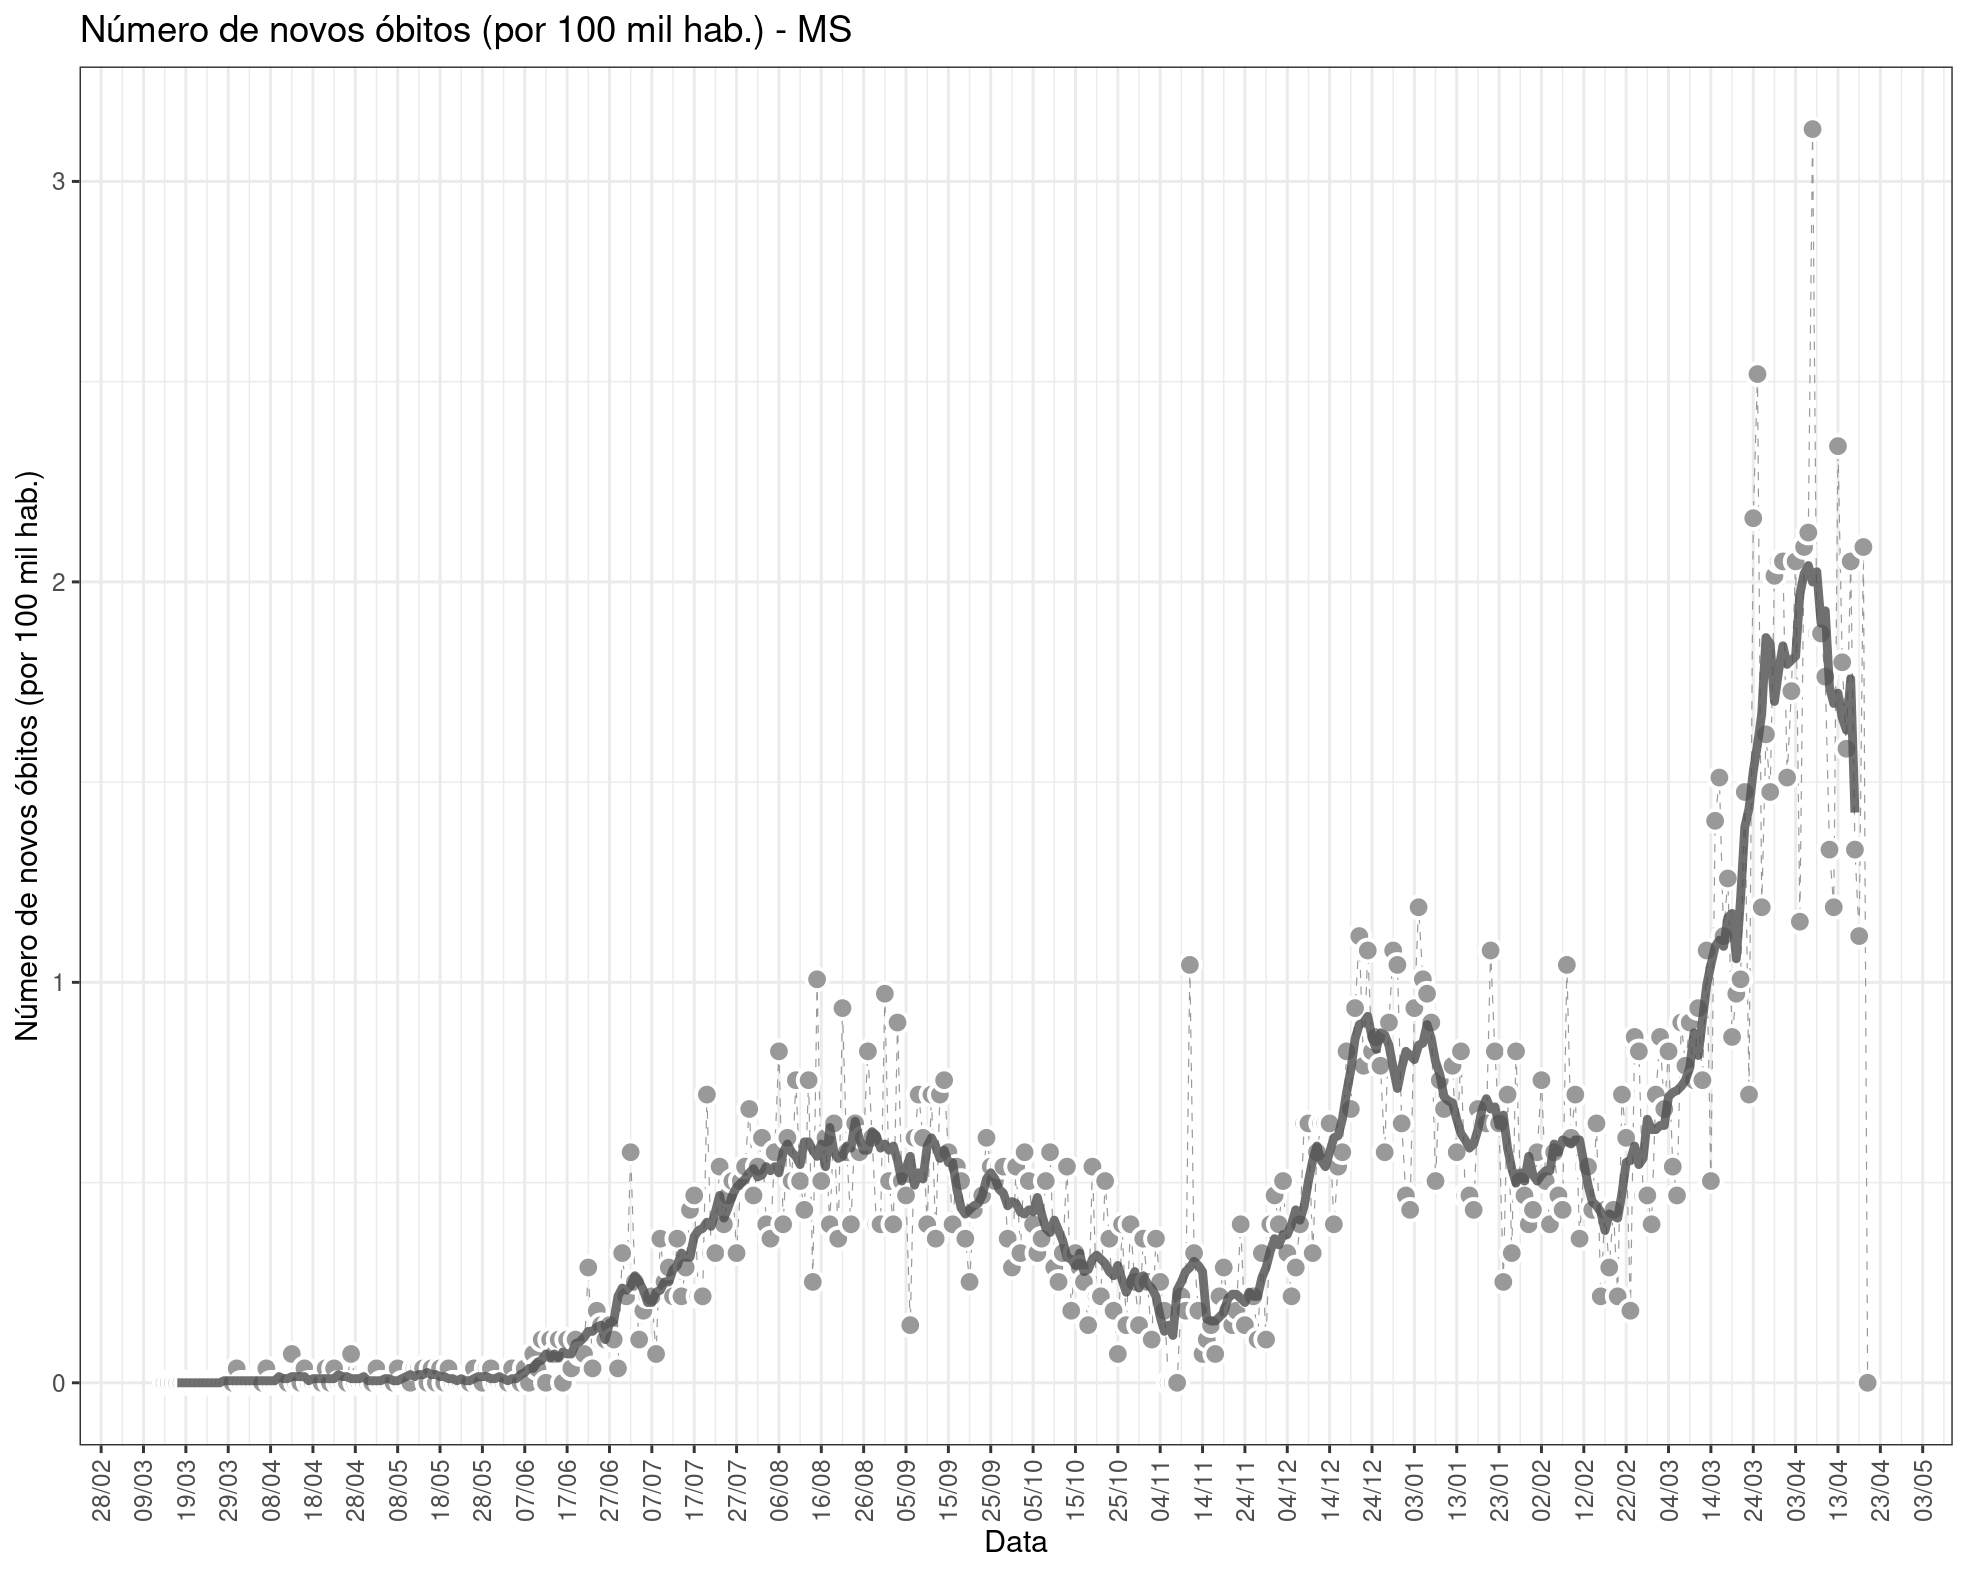 Número de novos óbitos (por 100 mil hab.) - MS
Número de novos óbitos (por 100 mil hab.)
3
2
1
0
28/02 09/03 19/03 29/03 08/04 18/04 28/04 08/05 18/05 28/05 07/06 17/06 27/06 07/07 17/07 27/07 06/08 16/08 26/08 05/09 15/09 25/09 05/10 15/10 25/10 04/11 14/11 24/11 04/12 14/12 24/12 03/01 13/01 23/01 02/02 12/02 22/02 04/03 14/03 24/03 03/04 13/04 23/04 03/05
Data